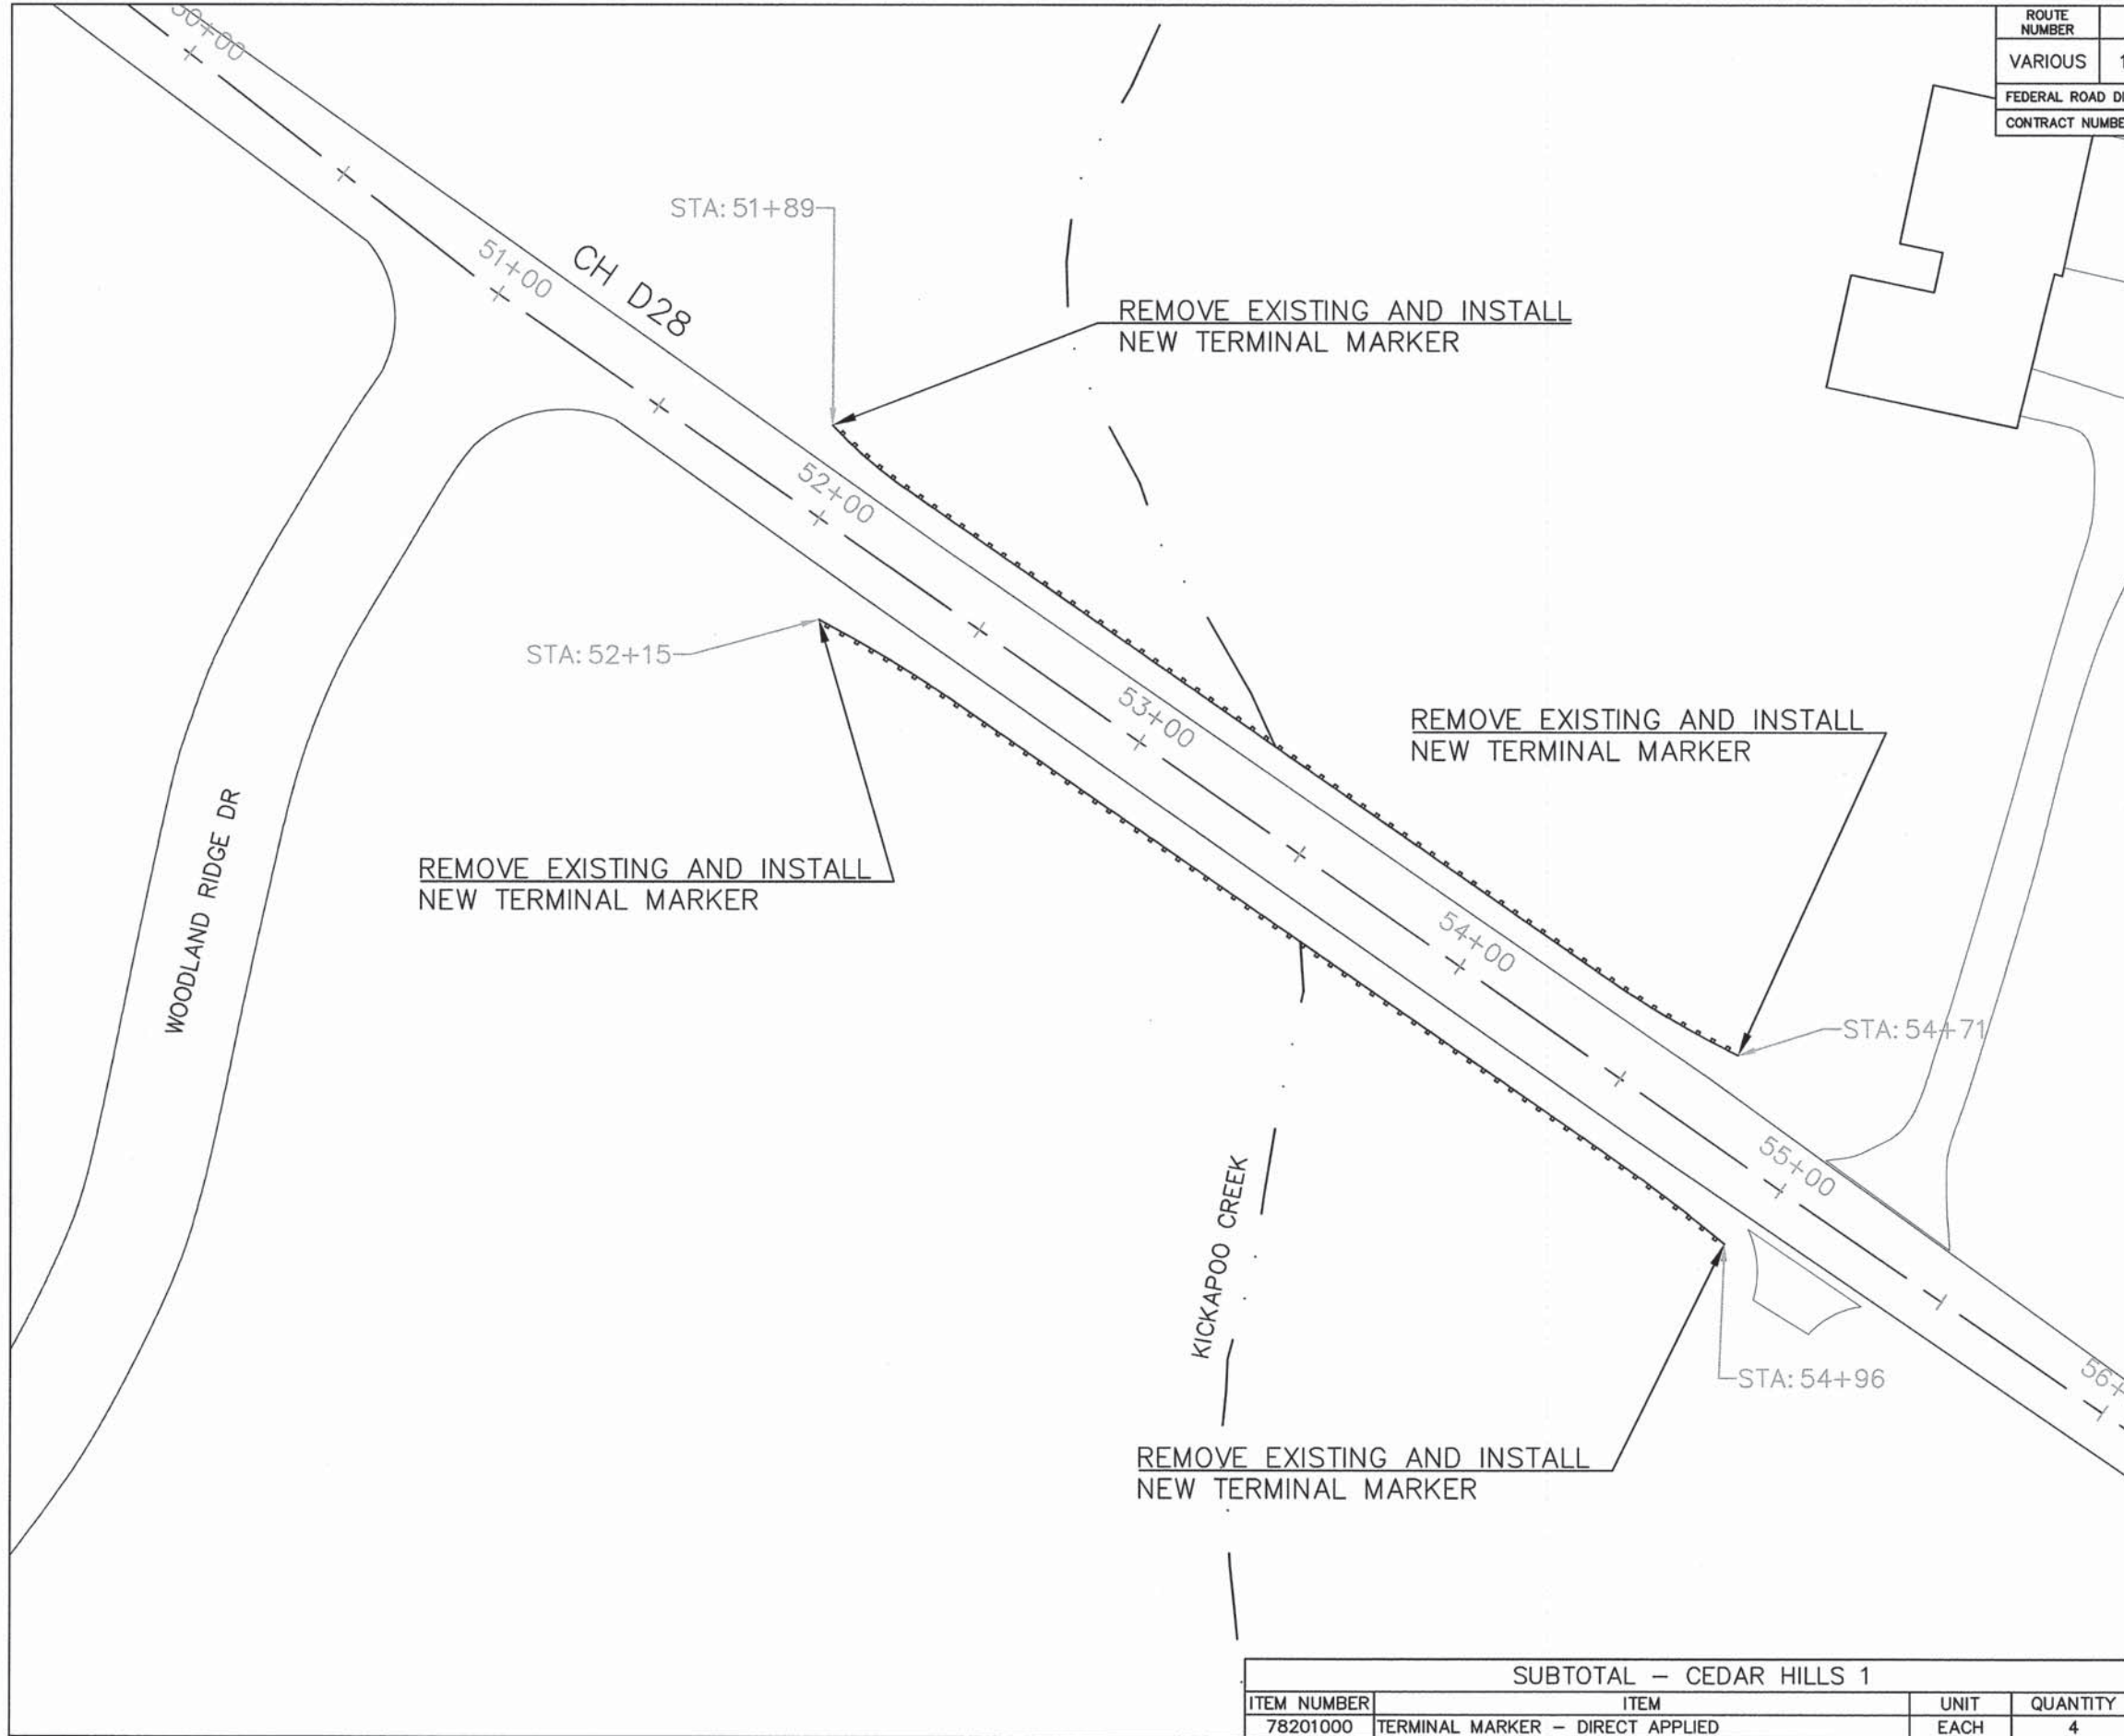 ROUTE
NUMBER
VARIOUS
FEDERAL ROAD
CONTRACT
50+00
STA: 51+89
51+00
CH D28
REMOVE EXISTING AND INSTALL
NEW TERMINAL MARKER
52+00
STA: 52+15
53+00
REMOVE EXISTING AND INSTALL
NEW TERMINAL MARKER
WOODLAND RIDGE DR
REMOVE EXISTING AND INSTALL
NEW TERMINAL MARKER
54+00
STA: 54+71
55+00
KICKAPOO CREEK
STA: 54+96
56+
REMOVE EXISTING AND INSTALL
NEW TERMINAL MARKER
SUBTOTAL – CEDAR HILLS 1
ITEM NUMBER ITEM UNIT QUANTITY
78201000 TERMINAL MARKER – DIRECT APPLIED EACH 4